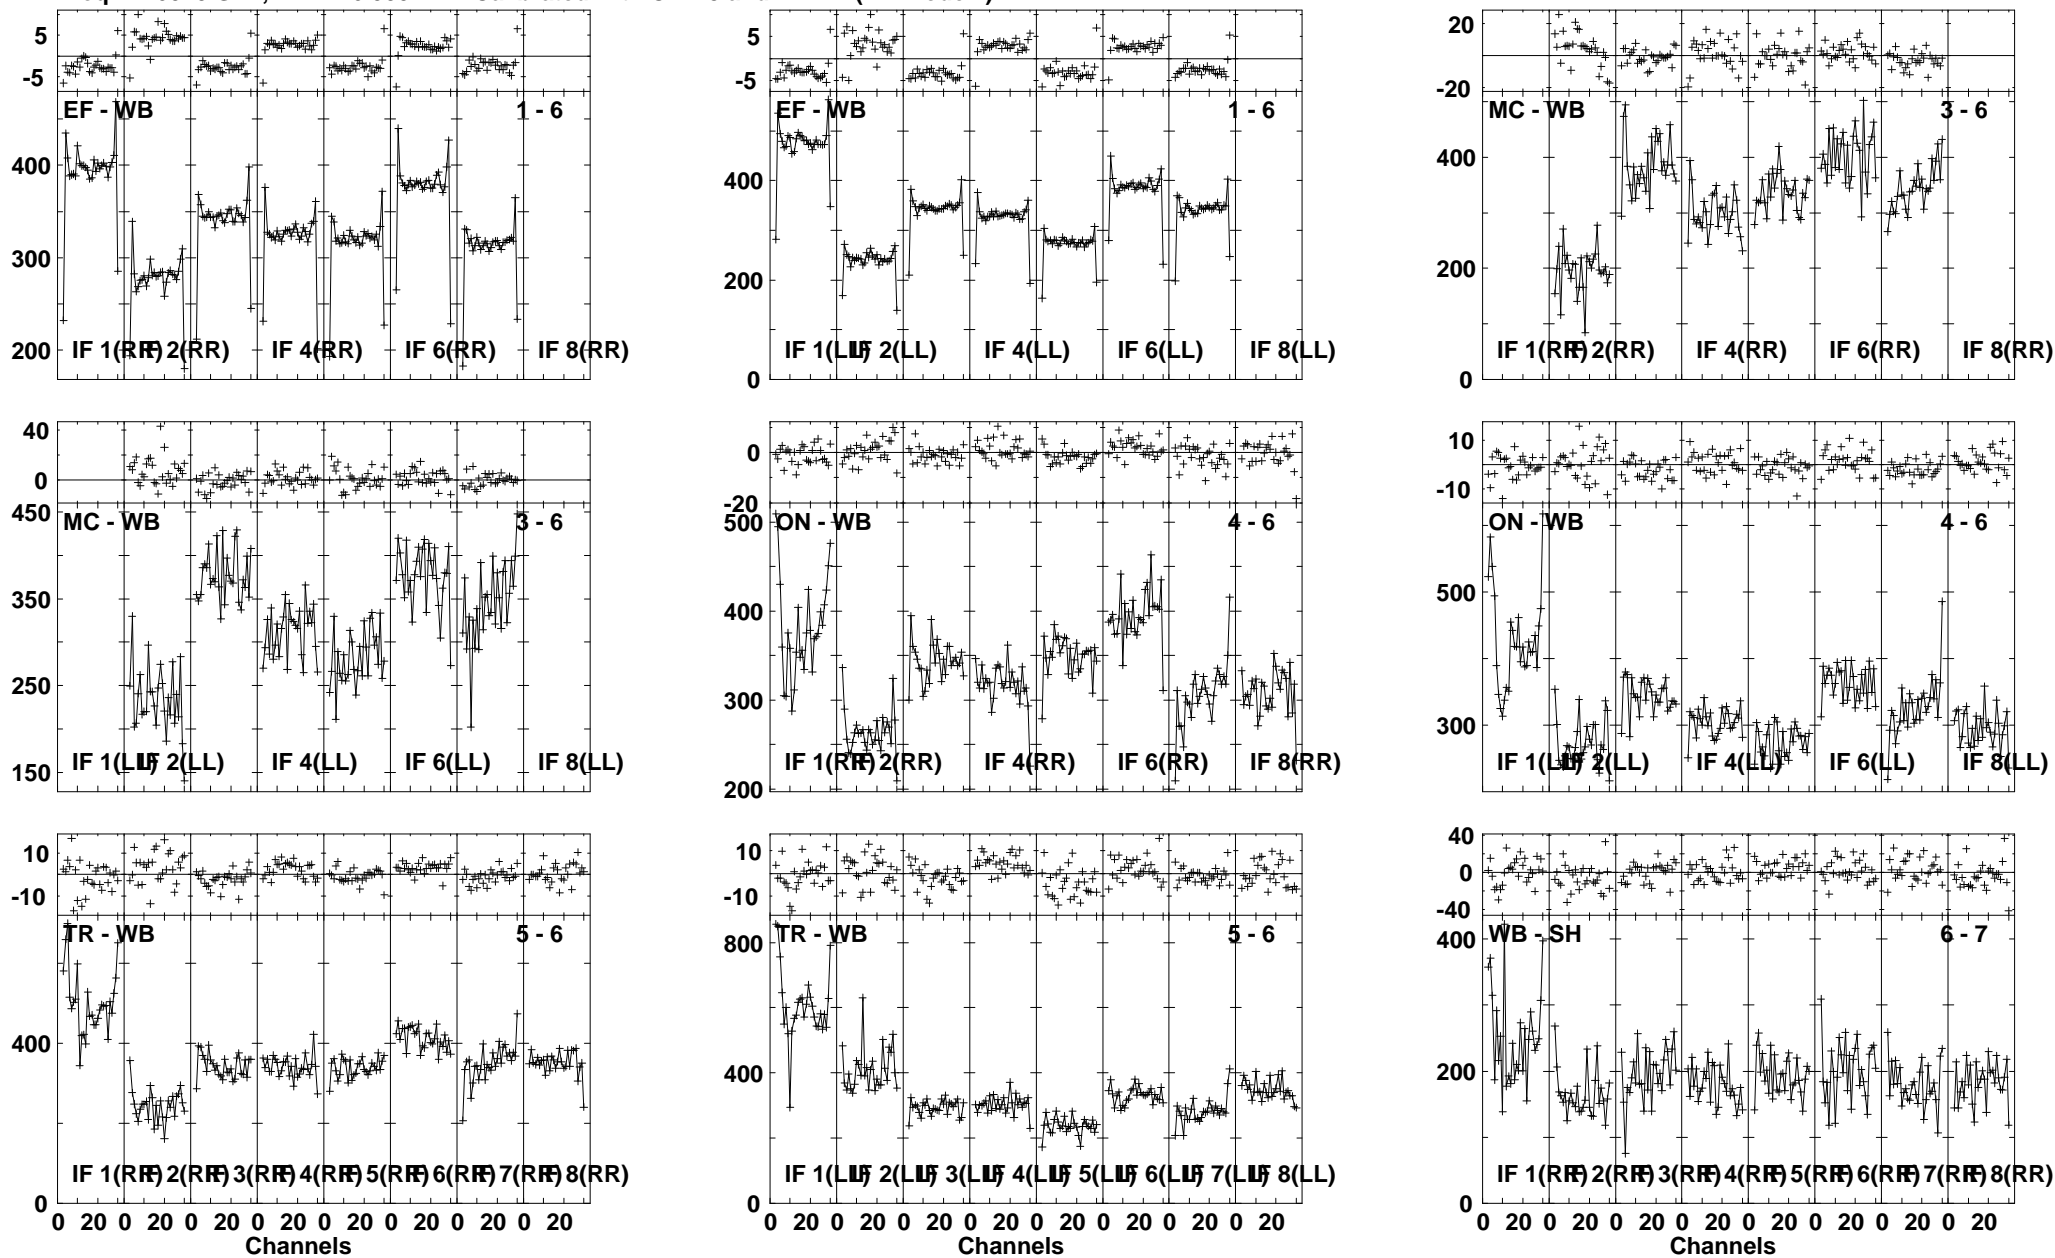 5
-5
EF - WB
1 - 6
400
300
200
IF 1(RR)
IF 2(RR)
IF 4(RR)
IF 6(RR)
IF 8(RR)
5
-5
EF - WB
1 - 6
400
200
0
IF 1(LL)
IF 2(LL)
IF 4(LL)
IF 6(LL)
IF 8(LL)
20
-20
MC - WB
3 - 6
400
200
0
IF 1(RR)
IF 2(RR)
IF 4(RR)
IF 6(RR)
IF 8(RR)
40
0
450
MC - WB
3 - 6
350
250
150
IF 1(LL)
IF 2(LL)
IF 4(LL)
IF 6(LL)
IF 8(LL)
0
-20
500
ON - WB
4 - 6
400
300
200
IF 1(RR)
IF 2(RR)
IF 4(RR)
IF 6(RR)
IF 8(RR)
10
-10
ON - WB
4 - 6
500
300
IF 1(LL)
IF 2(LL)
IF 4(LL)
IF 6(LL)
IF 8(LL)
10
-10
TR - WB
5 - 6
400
0
IF 1(RR)
IF 2(RR)
IF 3(RR)
IF 4(RR)
IF 5(RR)
IF 6(RR)
IF 7(RR)
IF 8(RR)
0 20 0 20 0 20 0 20 0 20 0 20 0 20 0 20
Channels
10
-10
800
TR - WB
5 - 6
400
0
IF 1(LL)
IF 2(LL)
IF 3(LL)
IF 4(LL)
IF 5(LL)
IF 6(LL)
IF 7(LL)
IF 8(LL)
0 20 0 20 0 20 0 20 0 20 0 20 0 20 0 20
Channels
40
0
-40
400
WB - SH
6 - 7
200
0
IF 1(RR)
IF 2(RR)
IF 3(RR)
IF 4(RR)
IF 5(RR)
IF 6(RR)
IF 7(RR)
IF 8(RR)
0 20 0 20 0 20 0 20 0 20 0 20 0 20 0 20
Channels